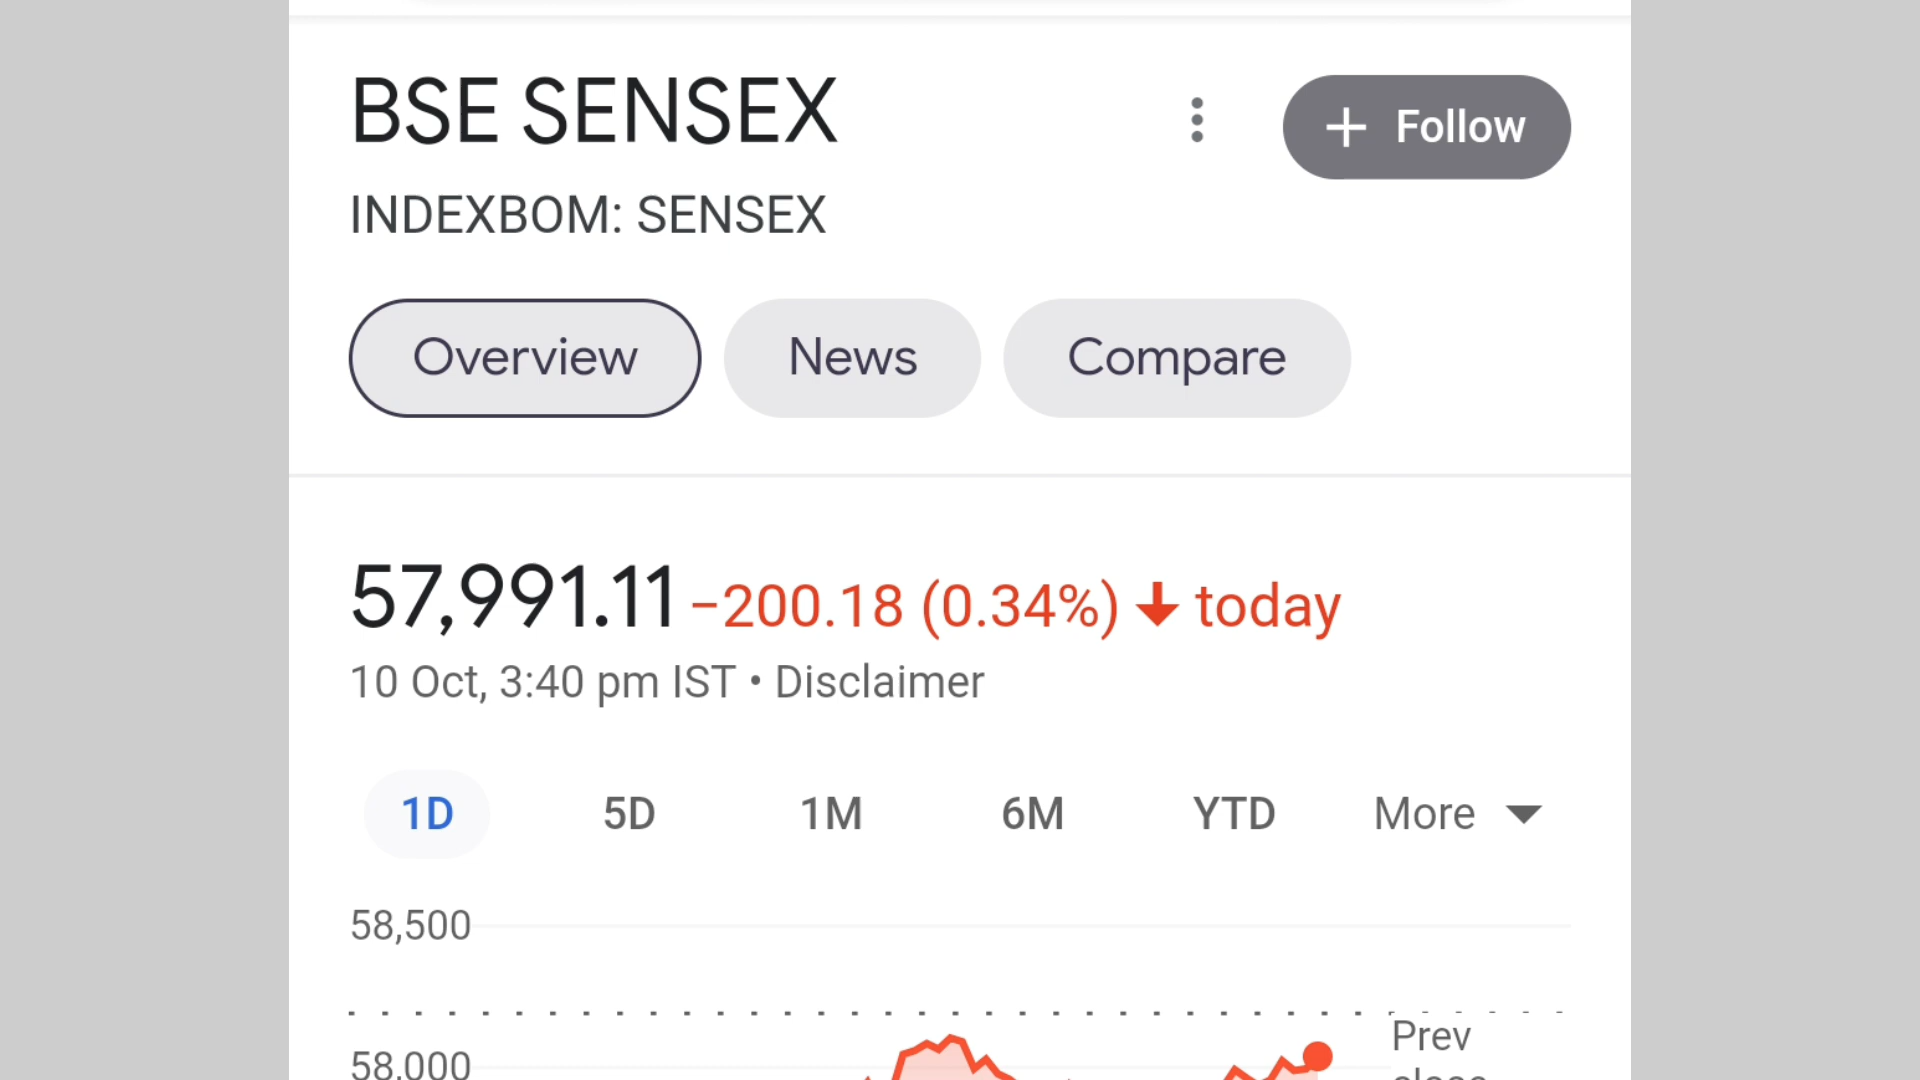 BSE SENSEX
+ Follow
INDEXBOM: SENSEX
Overview News Compare
57,991.11 −200.18 (0.34%) ↓ today
10 Oct, 3:40 pm IST • Disclaimer
1D 5D 1M 6M YTD More
58,500
Prev
58,000